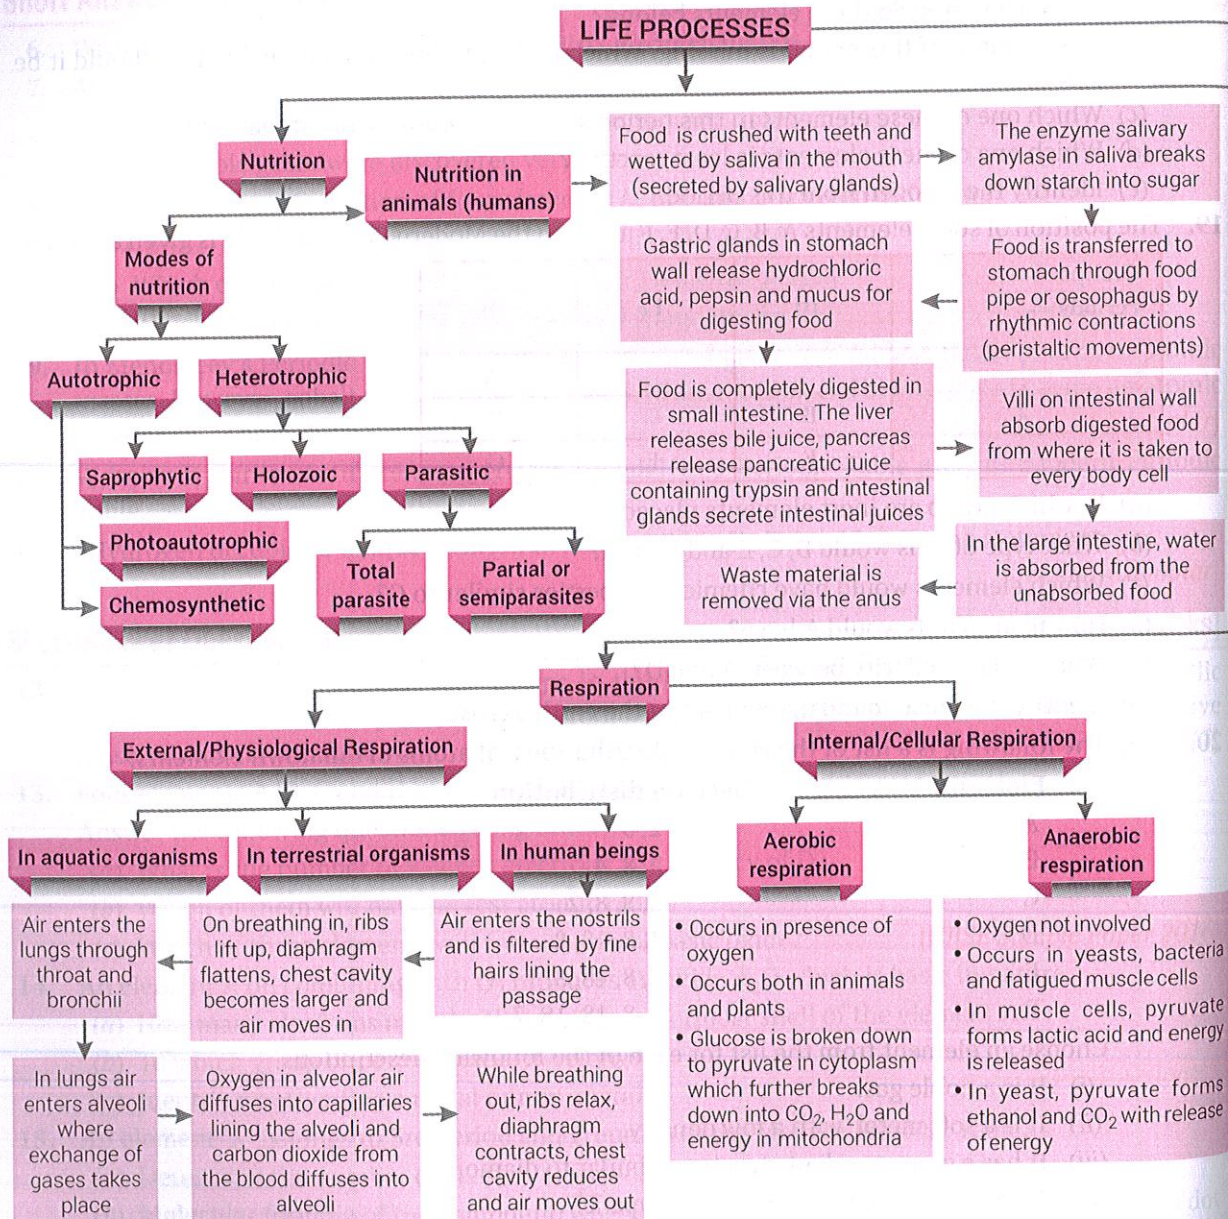 LIFE PROCESSES
Nutrition
Nutrition in
animals (humans)
Food is crushed with teeth and
wetted by saliva in the mouth
(secreted by salivary glands)
The enzyme salivary
amylase in saliva breaks
down starch into sugar
Food is transferred to
stomach through food
pipe or oesophagus by
rhythmic contractions
(peristaltic movements)
Gastric glands in stomach
wall release hydrochloric
acid, pepsin and mucus for
digesting food
Food is completely digested in
small intestine. The liver
releases bile juice, pancreas
release pancreatic juice
containing trypsin and intestinal
glands secrete intestinal juices
Villi on intestinal wall
absorb digested food
from where it is taken to
every body cell
In the large intestine, water
is absorbed from the
unabsorbed food
Waste material is
removed via the anus
Modes of
nutrition
Autotrophic
Heterotrophic
Saprophytic
Holozoic
Parasitic
Photoautotrophic
Chemosynthetic
Total
parasite
Partial or
semiparasites
Respiration
External/Physiological Respiration
Internal/Cellular Respiration
In aquatic organisms
In terrestrial organisms
In human beings
Air enters the nostrils
and is filtered by fine
hairs lining the
passage
On breathing in, ribs
lift up, diaphragm
flattens, chest cavity
becomes larger and
air moves in
Air enters the
lungs through
throat and
bronchii
In lungs air
enters alveoli
where
exchange of
gases takes
place
Oxygen in alveolar air
diffuses into capillaries
lining the alveoli and
carbon dioxide from
the blood diffuses into
alveoli
While breathing
out, ribs relax,
diaphragm
contracts, chest
cavity reduces
and air moves out
Aerobic
respiration
• Occurs in presence of
oxygen
• Occurs both in animals
and plants
• Glucose is broken down
to pyruvate in cytoplasm
which further breaks
down into CO₂, H₂O and
energy in mitochondria
Anaerobic
respiration
• Oxygen not involved
• Occurs in yeasts, bacteria
and fatigued muscle cells
• In muscle cells, pyruvate
forms lactic acid and energy
is released
• In yeast, pyruvate forms
ethanol and CO₂ with release
of energy